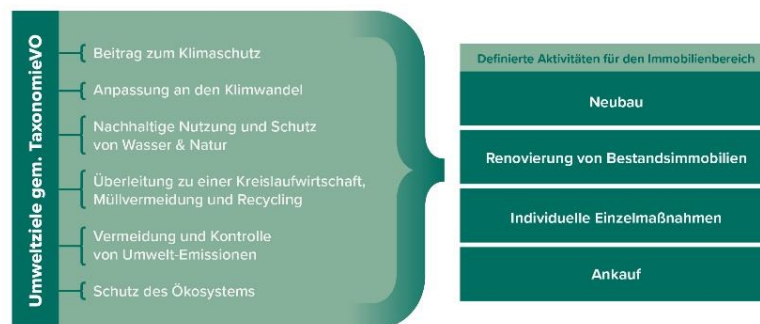 Umweltziele gem. TaxonomieVO
Beitrag zum Klimaschutz
Anpassung an den Klimwandel
Nachhaltige Nutzung und Schutz
von Wasser & Natur
Überleitung zu einer Kreislaufwirtschaft,
Müllvermeidung und Recycling
Vermeidung und Kontrolle
von Umwelt-Emissionen
Schutz des Ökosystems
Definierte Aktivitäten für den Immobilienbereich
Neubau
Renovierung von Bestandsimmobilien
Individuelle Einzelmaßnahmen
Ankauf